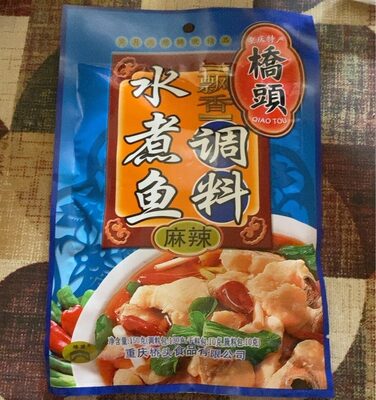 重庆特产
橋頭
QIAO TOU
飘香
水煮鱼
调料
麻辣
重庆桥头食品有限公司